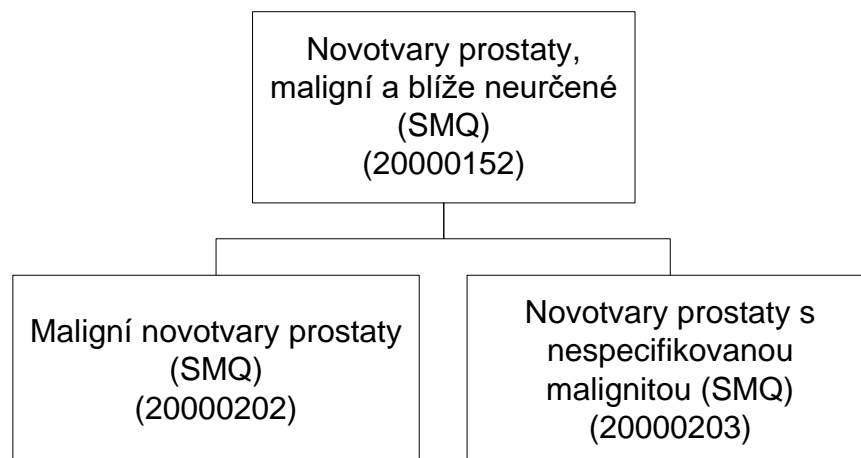 Novotvary prostaty,
maligní a blíže neurčené
(SMQ)
(20000152)
Maligní novotvary prostaty
(SMQ)
(20000202)
Novotvary prostaty s
nespecifikovanou
malignitou (SMQ)
(20000203)